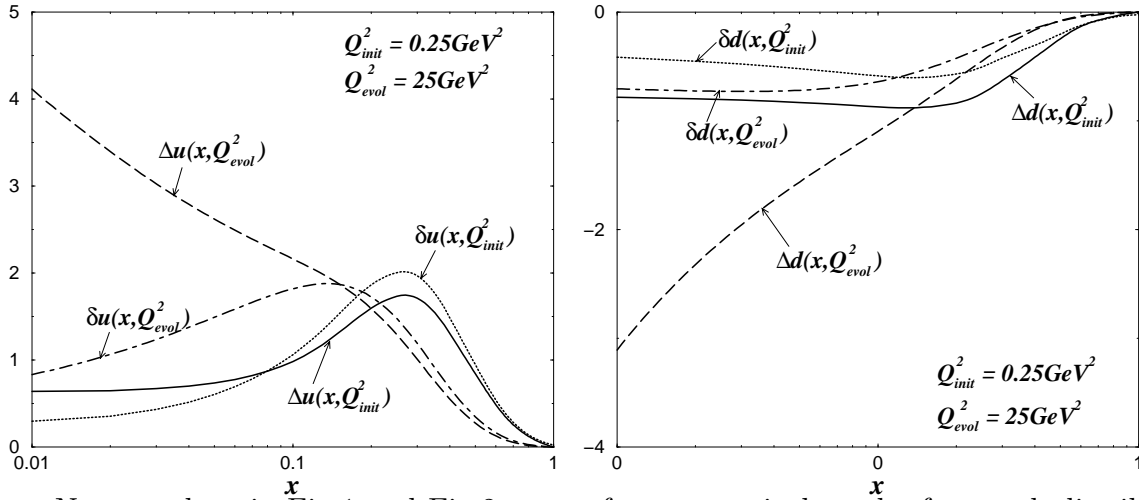 5
4
3
2
1
0
0.01
0.1
1
x
Q²init = 0.25GeV²
Q²evol = 25GeV²
Δu(x,Q²evol)
δu(x,Q²init)
δu(x,Q²evol)
Δu(x,Q²init)
0
−2
−4
0
0
1
x
δd(x,Q²init)
Δd(x,Q²init)
δd(x,Q²evol)
Δd(x,Q²evol)
Q²init = 0.25GeV²
Q²evol = 25GeV²